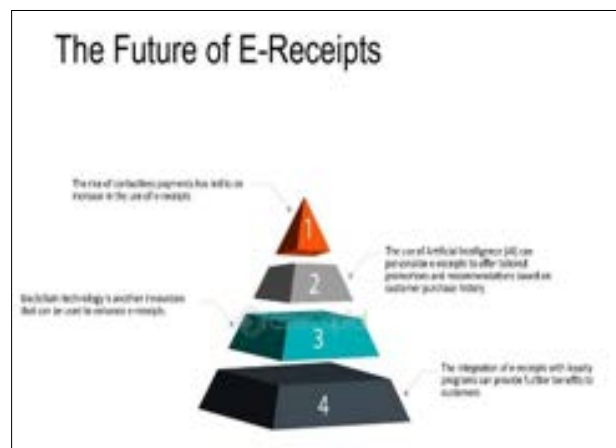 The Future of E-Receipts
The rise of contactless payments has led to an
increase in the use of e-receipts.
1
The use of Artificial Intelligence (AI) can
personalize e-receipts to offer tailored
promotions and recommendations based on
customer purchase history.
2
Blockchain technology is another innovation
that can be used to enhance e-receipts.
3
The integration of e-receipts with loyalty
programs can provide further benefits to
customers.
4